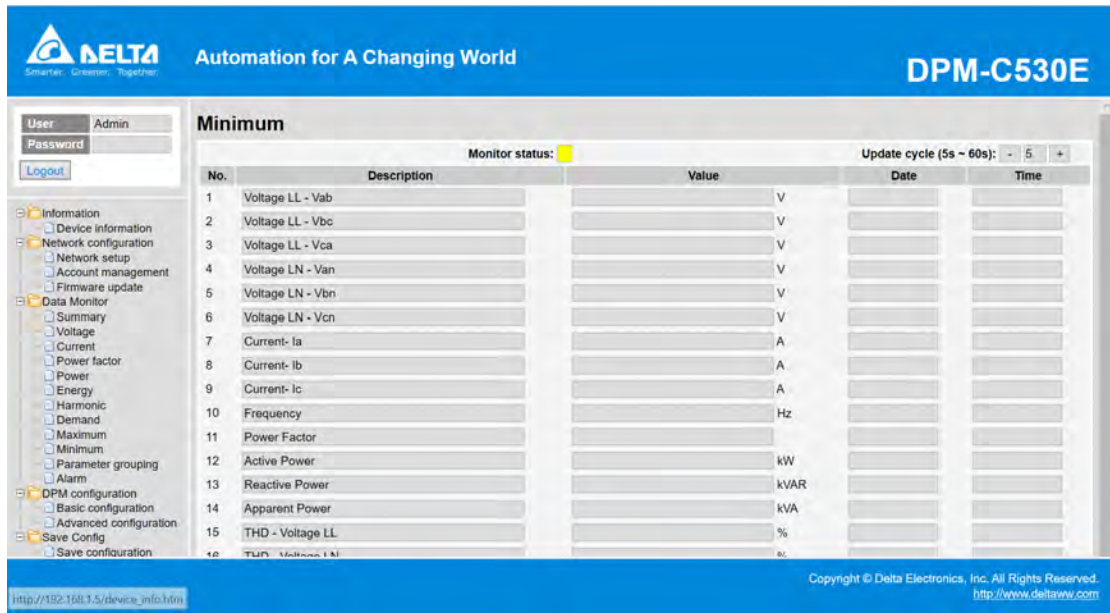 DELTA
Smarter. Greener. Together.
Automation for A Changing World
DPM-C530E
User Admin
Password
Logout
Information
Device information
Network configuration
Network setup
Account management
Firmware update
Data Monitor
Summary
Voltage
Current
Power factor
Power
Energy
Harmonic
Demand
Maximum
Minimum
Parameter grouping
Alarm
DPM configuration
Basic configuration
Advanced configuration
Save Config
Save configuration
Minimum
Monitor status: Update cycle (5s ~ 60s): - 5 +
No. Description Value Date Time
1 Voltage LL - Vab V
2 Voltage LL - Vbc V
3 Voltage LL - Vca V
4 Voltage LN - Van V
5 Voltage LN - Vbn V
6 Voltage LN - Vcn V
7 Current- Ia A
8 Current- Ib A
9 Current- Ic A
10 Frequency Hz
11 Power Factor
12 Active Power kW
13 Reactive Power kVAR
14 Apparent Power kVA
15 THD - Voltage LL %
16 THD - Voltage LN %
Copyright © Delta Electronics, Inc. All Rights Reserved.
http://www.deltaww.com
http://192.168.1.5/device_info.htm